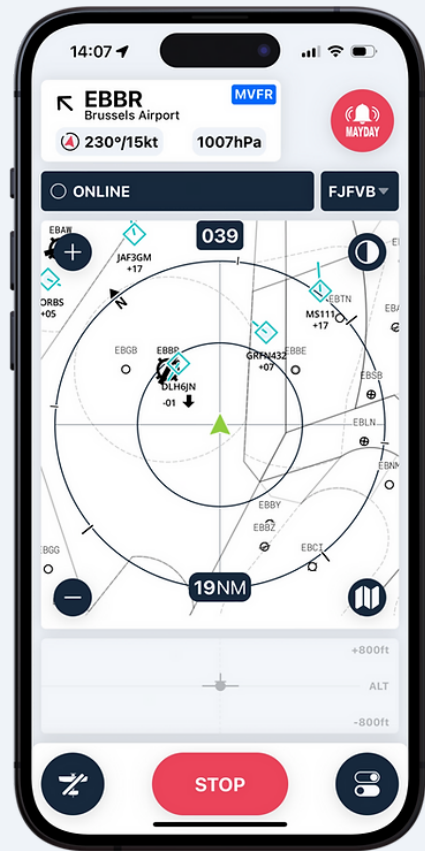 14:07
EBBR
MVFR
Brussels Airport
MAYDAY
230°/15kt
1007hPa
ONLINE
FJFVB
EBAW
039
JAF3GM
+17
ORBS
+05
N
EBTN
MS111
+17
GRFN432
+07
EBGB
EBBR
EBBE
DLH6JN
-01
EBSB
EBLN
EBNM
EBBY
EBBZ
EBGG
EBCI
19NM
+800ft
ALT
-800ft
STOP